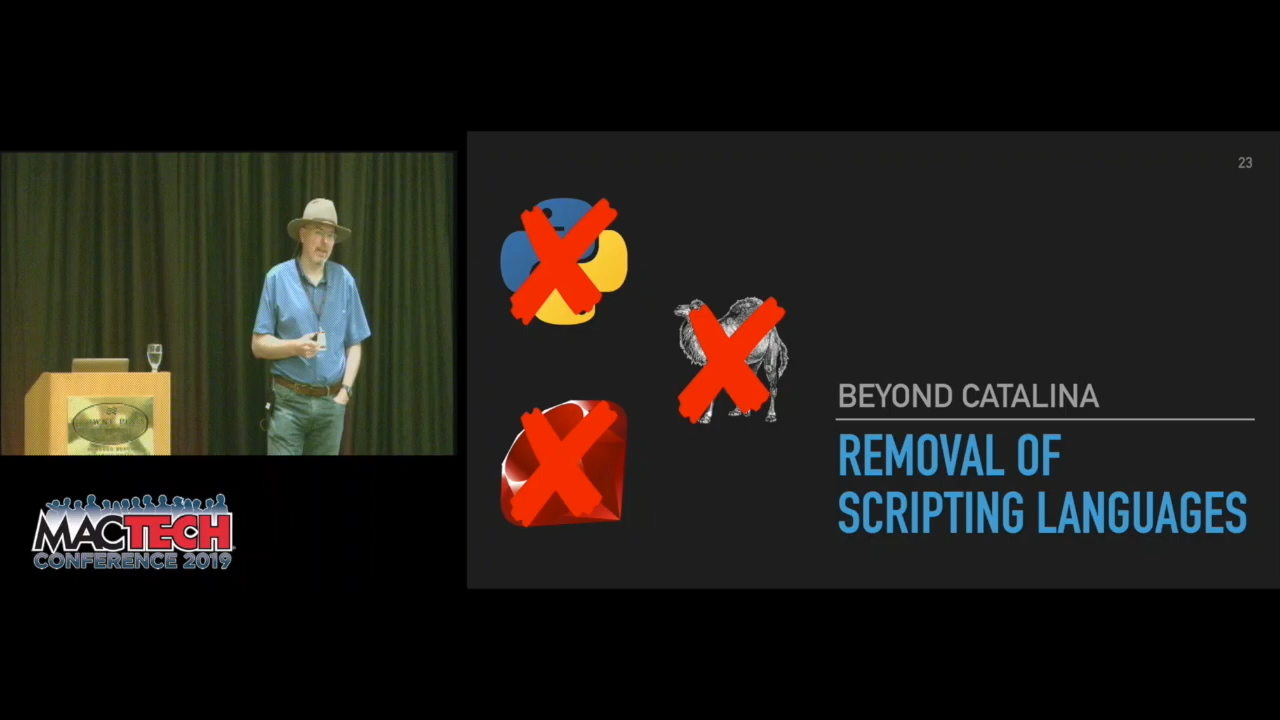 23
BEYOND CATALINA
REMOVAL OF
SCRIPTING LANGUAGES
MACTECH
CONFERENCE 2019